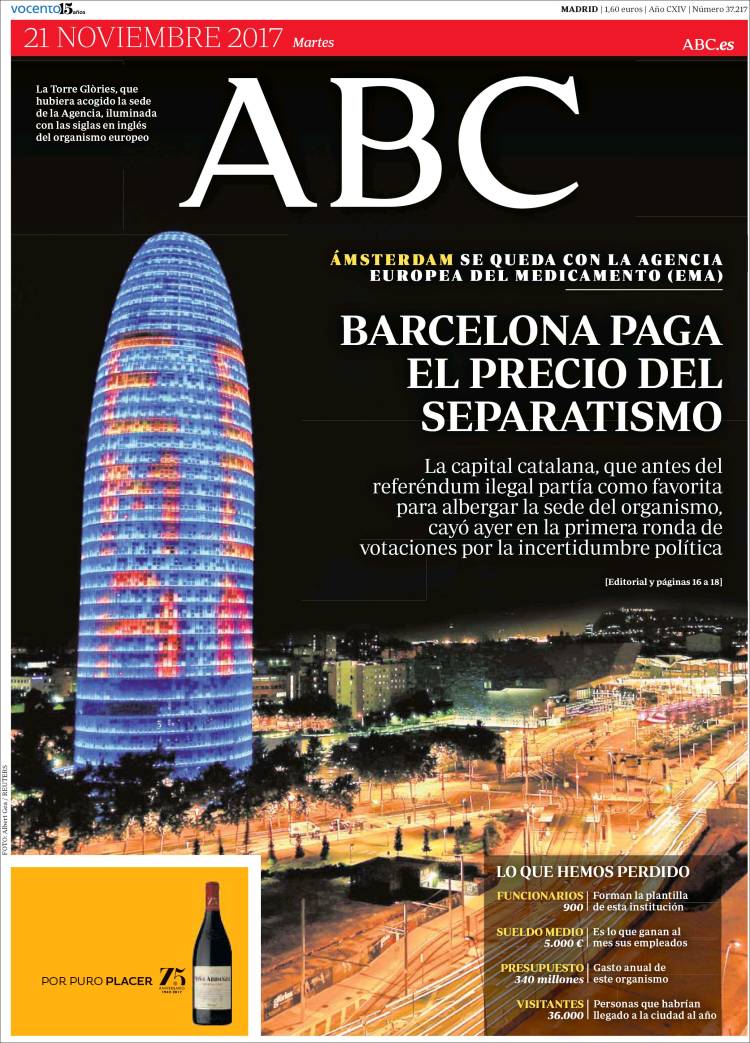 vocento 15 años
MADRID | 1,60 euros | Año CXIV | Número 37.217
21 NOVIEMBRE 2017 Martes
ABC.es
La Torre Glòries, que
hubiera acogido la sede
de la Agencia, iluminada
con las siglas en inglés
del organismo europeo
ABC
ÁMSTERDAM SE QUEDA CON LA AGENCIA
EUROPEA DEL MEDICAMENTO (EMA)
BARCELONA PAGA
EL PRECIO DEL
SEPARATISMO
La capital catalana, que antes del
referéndum ilegal partía como favorita
para albergar la sede del organismo,
cayó ayer en la primera ronda de
votaciones por la incertidumbre política
[Editorial y páginas 16 a 18]
EMA
FOTO: Albert Gea / REUTERS
POR PURO PLACER 75
ANIVERSARIO
1942-2017
VIÑA ARDANZA
LO QUE HEMOS PERDIDO
FUNCIONARIOS | Forman la plantilla
900 | de esta institución
SUELDO MEDIO | Es lo que ganan al
5.000 € | mes sus empleados
PRESUPUESTO | Gasto anual de
340 millones | este organismo
VISITANTES | Personas que habrían
36.000 | llegado a la ciudad al año